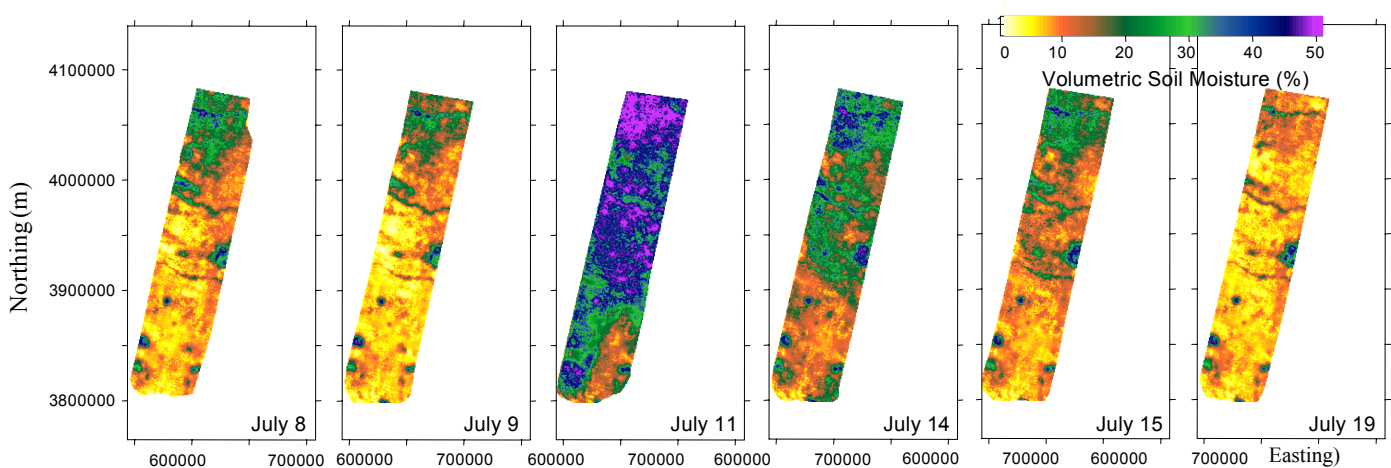 0 10 20 30 40 50
Volumetric Soil Moisture (%)
Northing (m)
4100000
4000000
3900000
3800000
July 8
July 9
July 11
July 14
July 15
July 19
600000 700000 600000 700000 600000 700000 600000 700000 600000 700000 600000 700000 Easting)